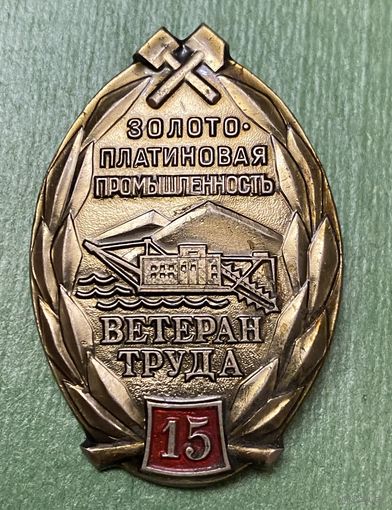 ЗОЛОТО-
ПЛАТИНОВАЯ
ПРОМЫШЛЕННОСТЬ
ВЕТЕРАН
ТРУДА
15